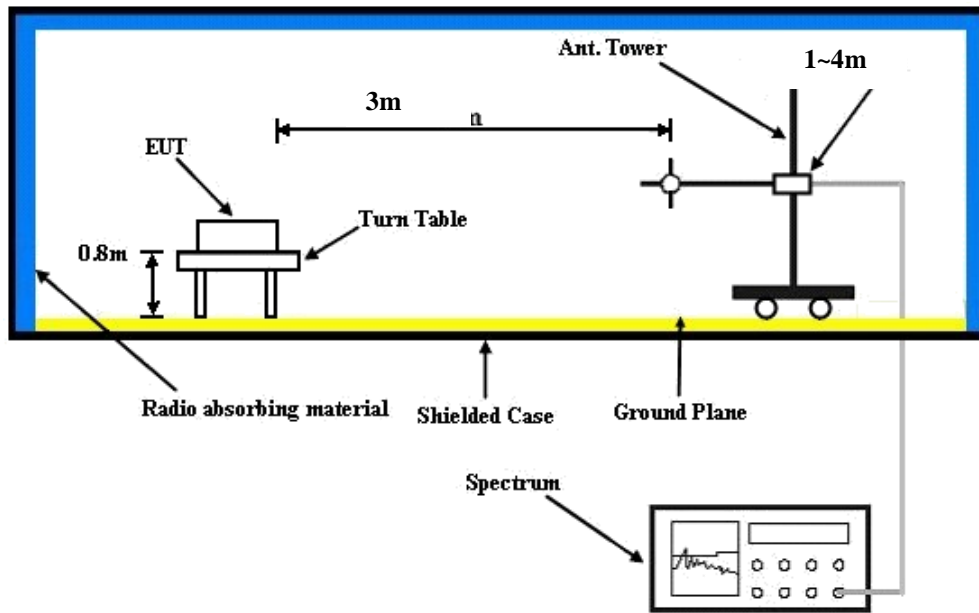 Ant. Tower
1~4m
3m
n
EUT
Turn Table
0.8m
Radio absorbing material
Shielded Case
Ground Plane
Spectrum